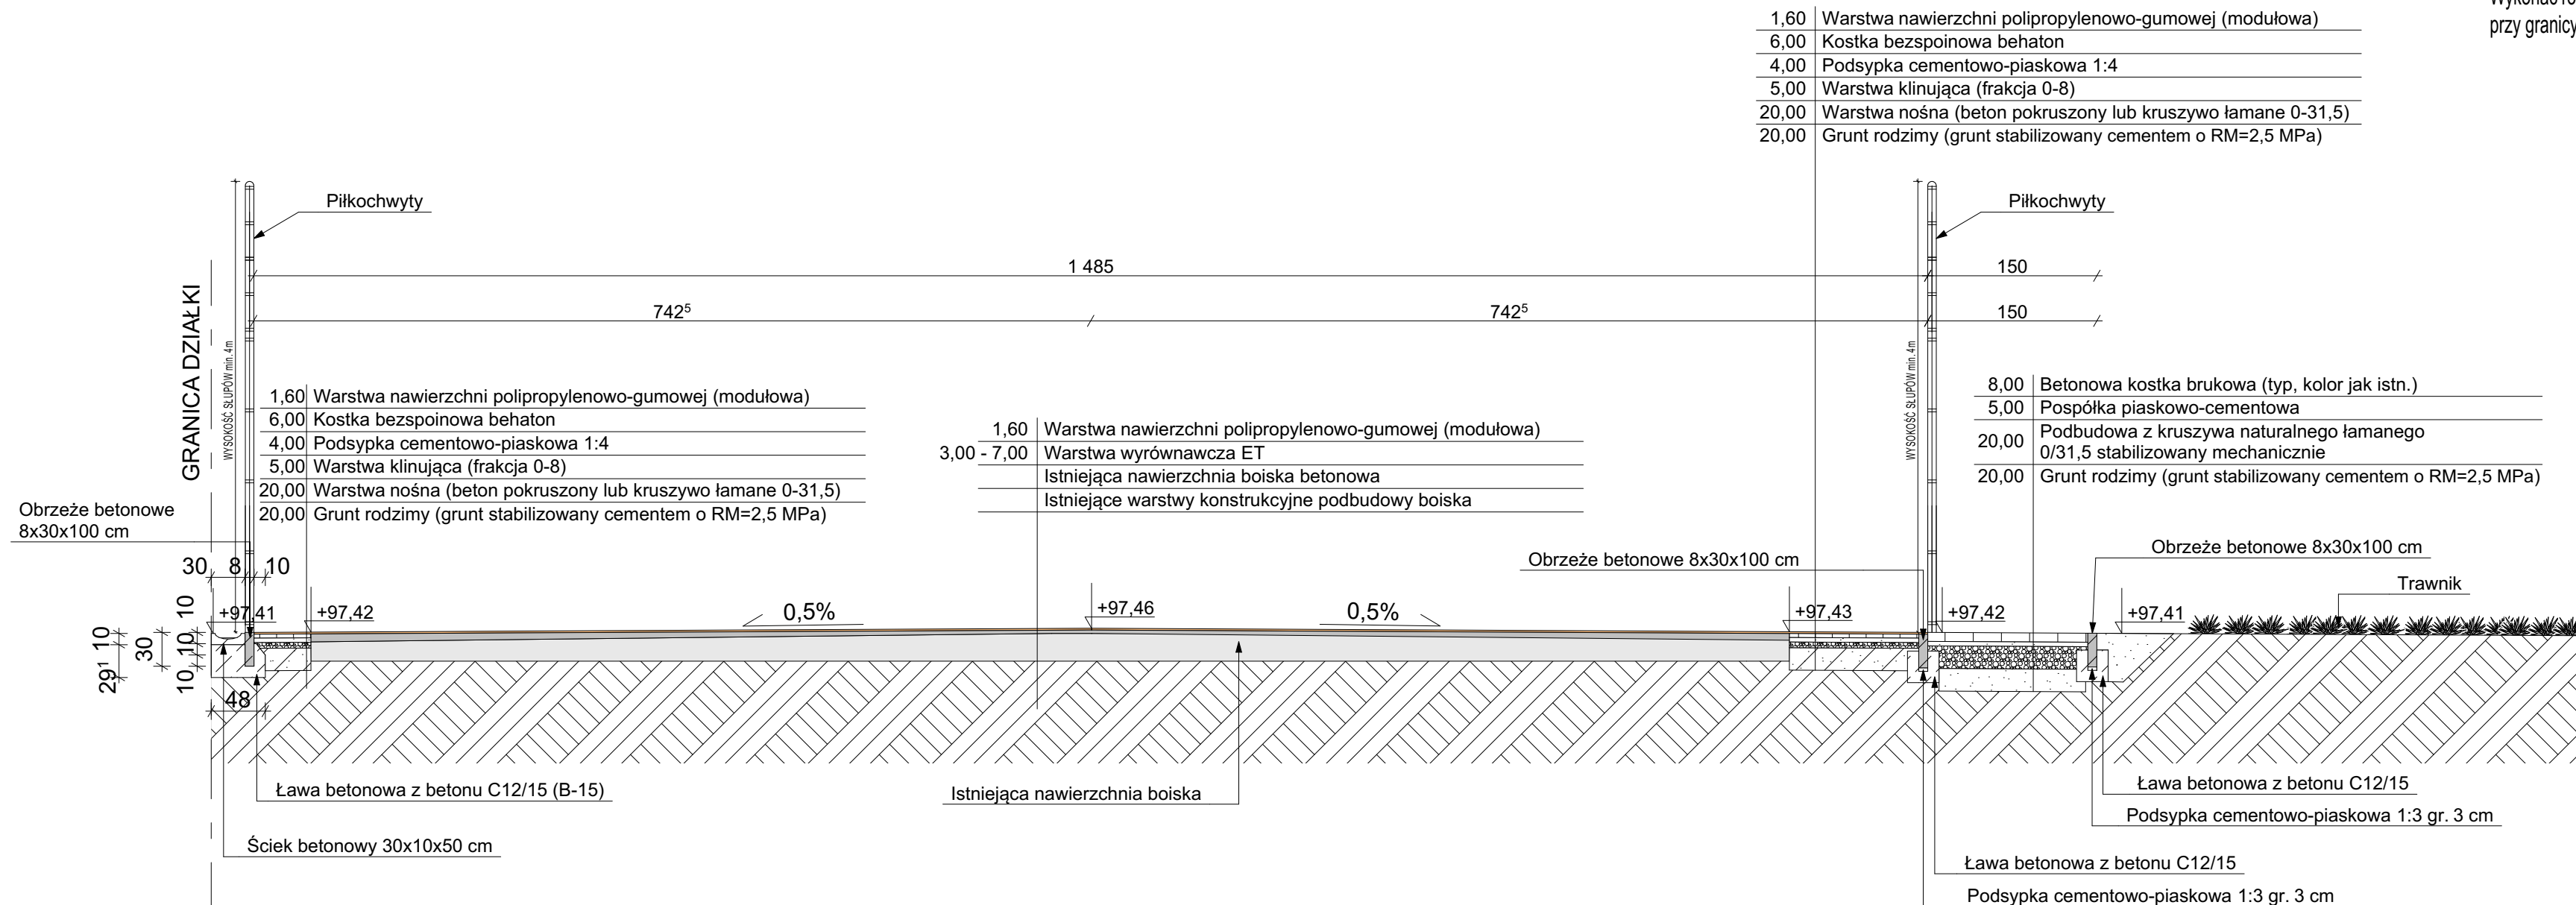 1,60 Warstwa nawierzchni polipropylenowo-gumowej (modułowa)
6,00 Kostka bezspoinowa behaton
4,00 Podsypka cementowo-piaskowa 1:4
5,00 Warstwa klinująca (frakcja 0-8)
20,00 Warstwa nośna (beton pokruszony lub kruszywo łamane 0-31,5)
20,00 Grunt rodzimy (grunt stabilizowany cementem o RM=2,5 MPa)
przy granicy
Piłkochwyty
Piłkochwyty
1 485
150
742⁵
742⁵
150
GRANICA DZIAŁKI
WYSOKOŚĆ SŁUPÓW min. 4m
WYSOKOŚĆ SŁUPÓW min. 4m
1,60 Warstwa nawierzchni polipropylenowo-gumowej (modułowa)
6,00 Kostka bezspoinowa behaton
4,00 Podsypka cementowo-piaskowa 1:4
5,00 Warstwa klinująca (frakcja 0-8)
20,00 Warstwa nośna (beton pokruszony lub kruszywo łamane 0-31,5)
20,00 Grunt rodzimy (grunt stabilizowany cementem o RM=2,5 MPa)
1,60 Warstwa nawierzchni polipropylenowo-gumowej (modułowa)
3,00 - 7,00 Warstwa wyrównawcza ET
Istniejąca nawierzchnia boiska betonowa
Istniejące warstwy konstrukcyjne podbudowy boiska
8,00 Betonowa kostka brukowa (typ, kolor jak istn.)
5,00 Pospółka piaskowo-cementowa
20,00 Podbudowa z kruszywa naturalnego łamanego
0/31,5 stabilizowany mechanicznie
20,00 Grunt rodzimy (grunt stabilizowany cementem o RM=2,5 MPa)
Obrzeże betonowe
8x30x100 cm
Obrzeże betonowe 8x30x100 cm
Obrzeże betonowe 8x30x100 cm
Trawnik
30 8 10
+97,41
+97,42
0,5%
+97,46
0,5%
+97,43
+97,42
+97,41
10
10
29¹
30
10
10
48
Ława betonowa z betonu C12/15 (B-15)
Istniejąca nawierzchnia boiska
Ława betonowa z betonu C12/15
Podsypka cementowo-piaskowa 1:3 gr. 3 cm
Ściek betonowy 30x10x50 cm
Ława betonowa z betonu C12/15
Podsypka cementowo-piaskowa 1:3 gr. 3 cm